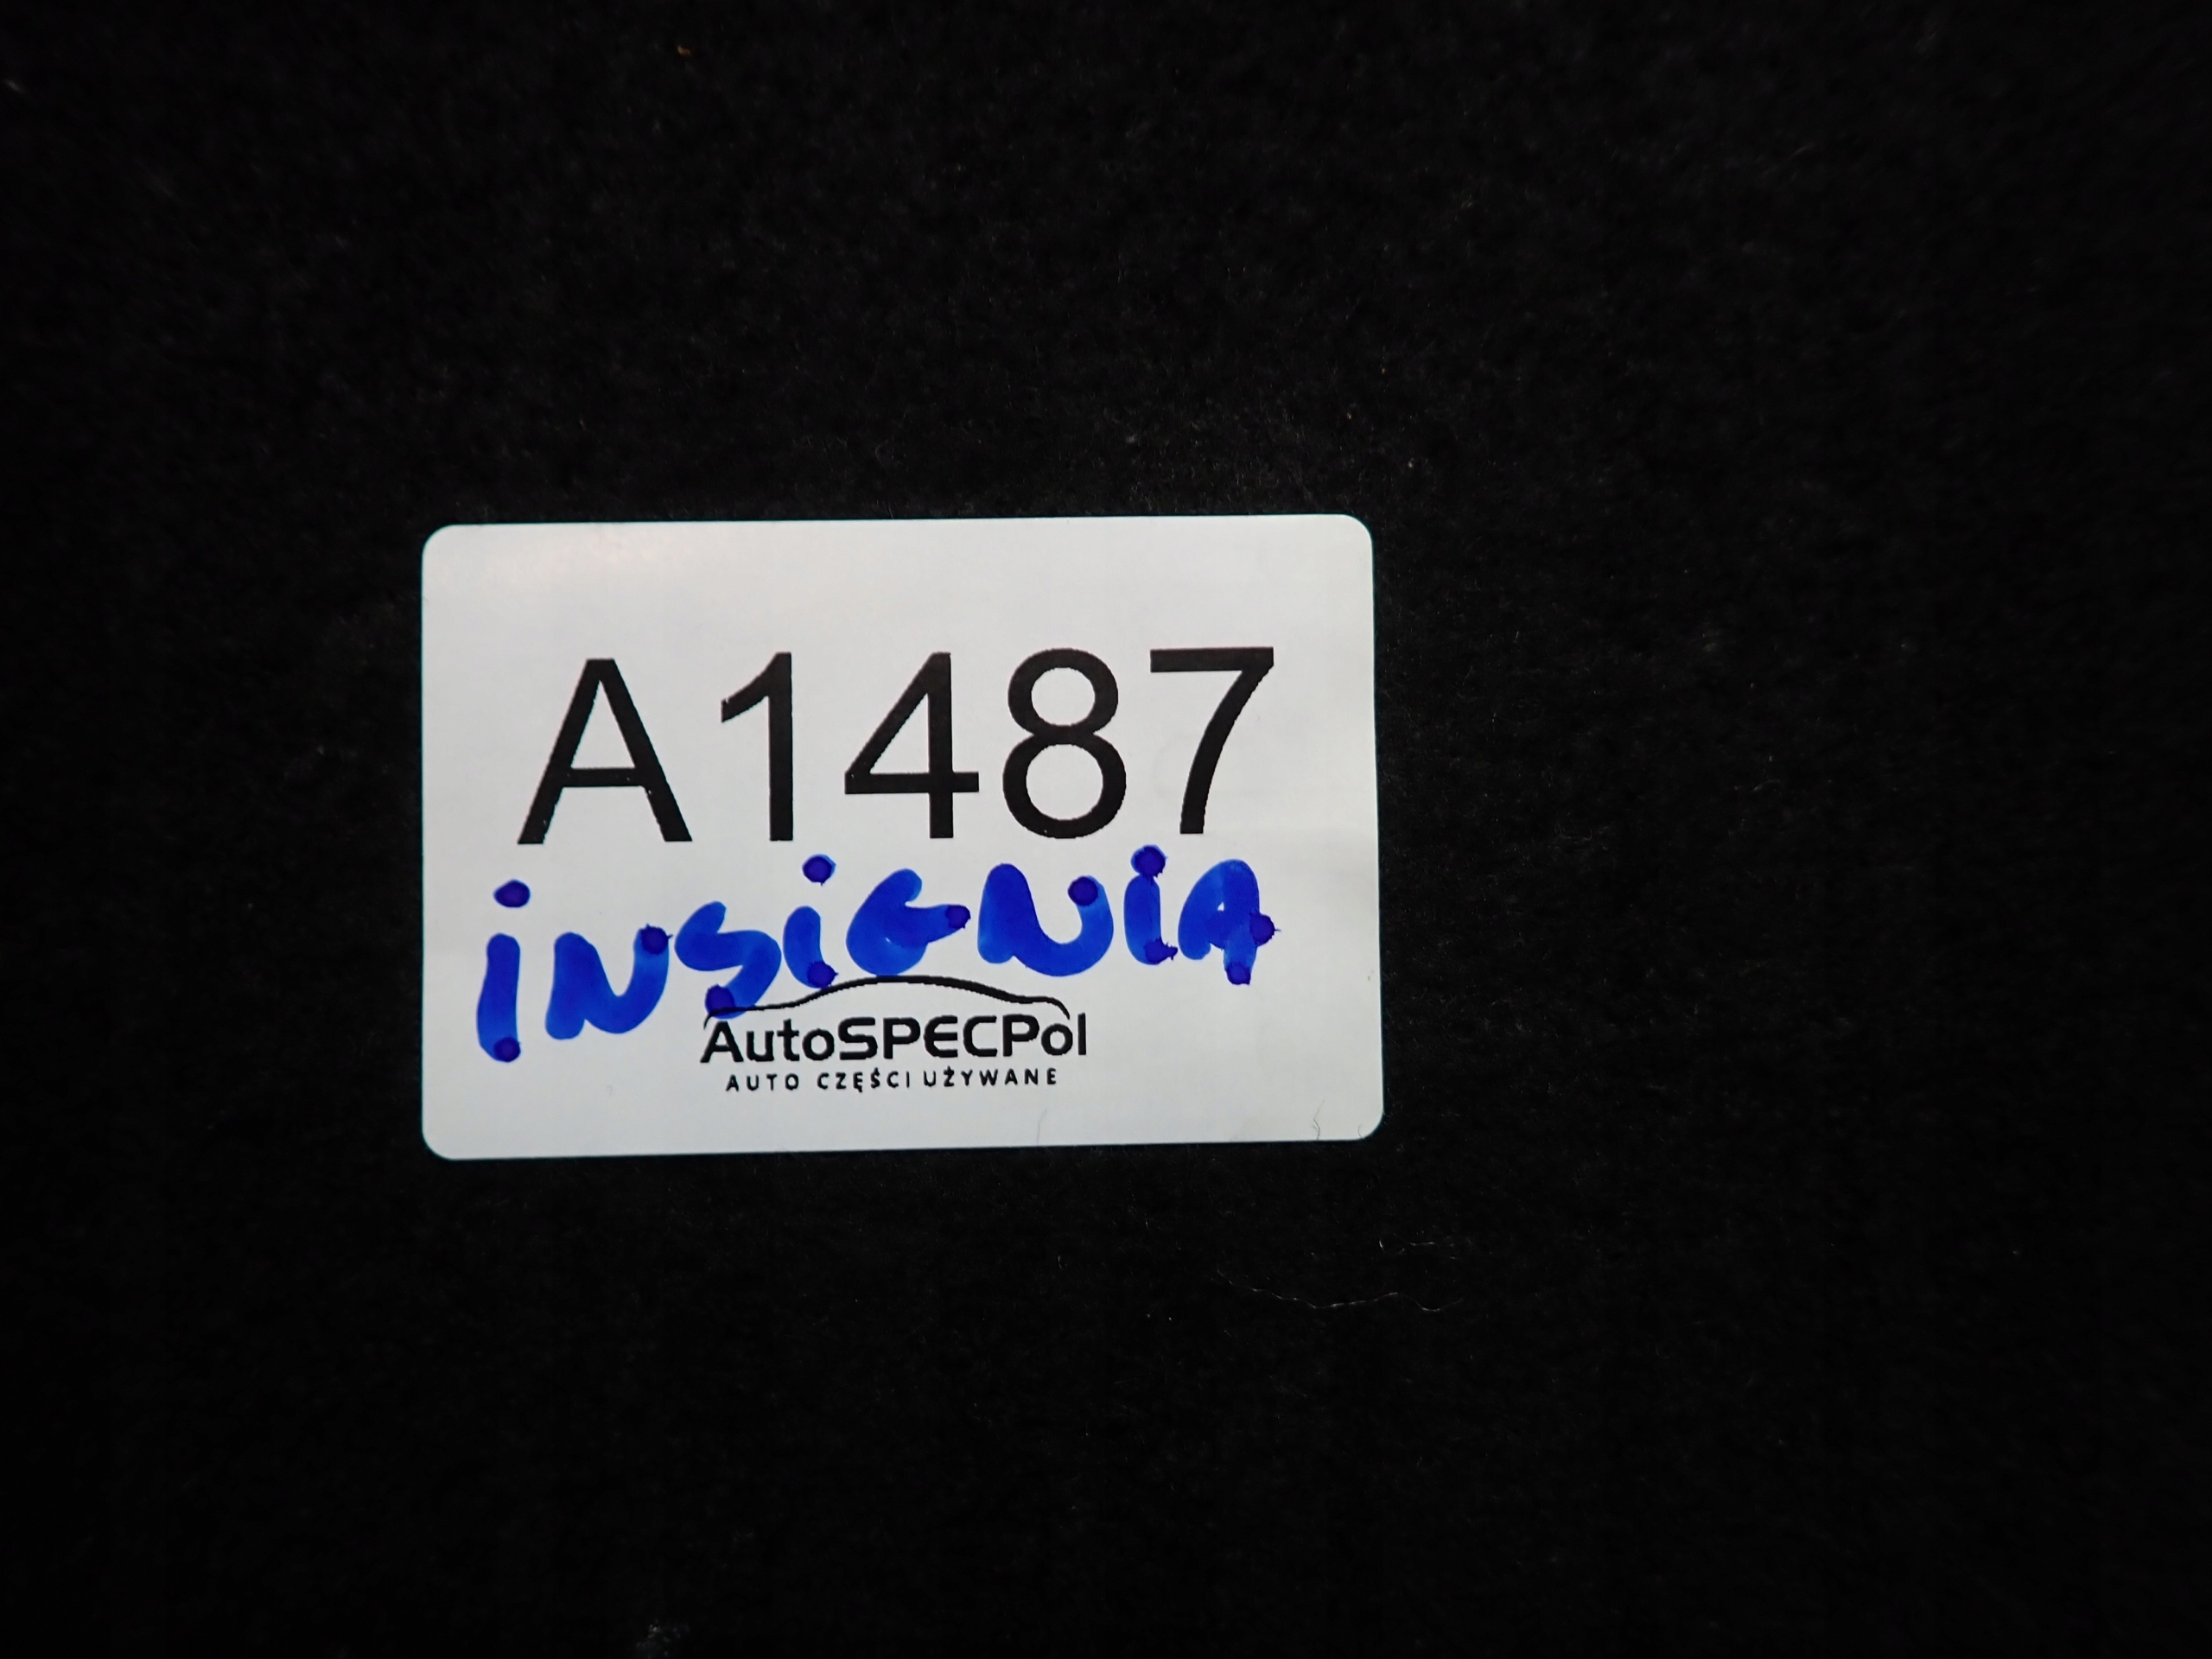 A1487
iNSiGNiA
AutoSPECPol
AUTO CZĘŚCI UŻYWANE